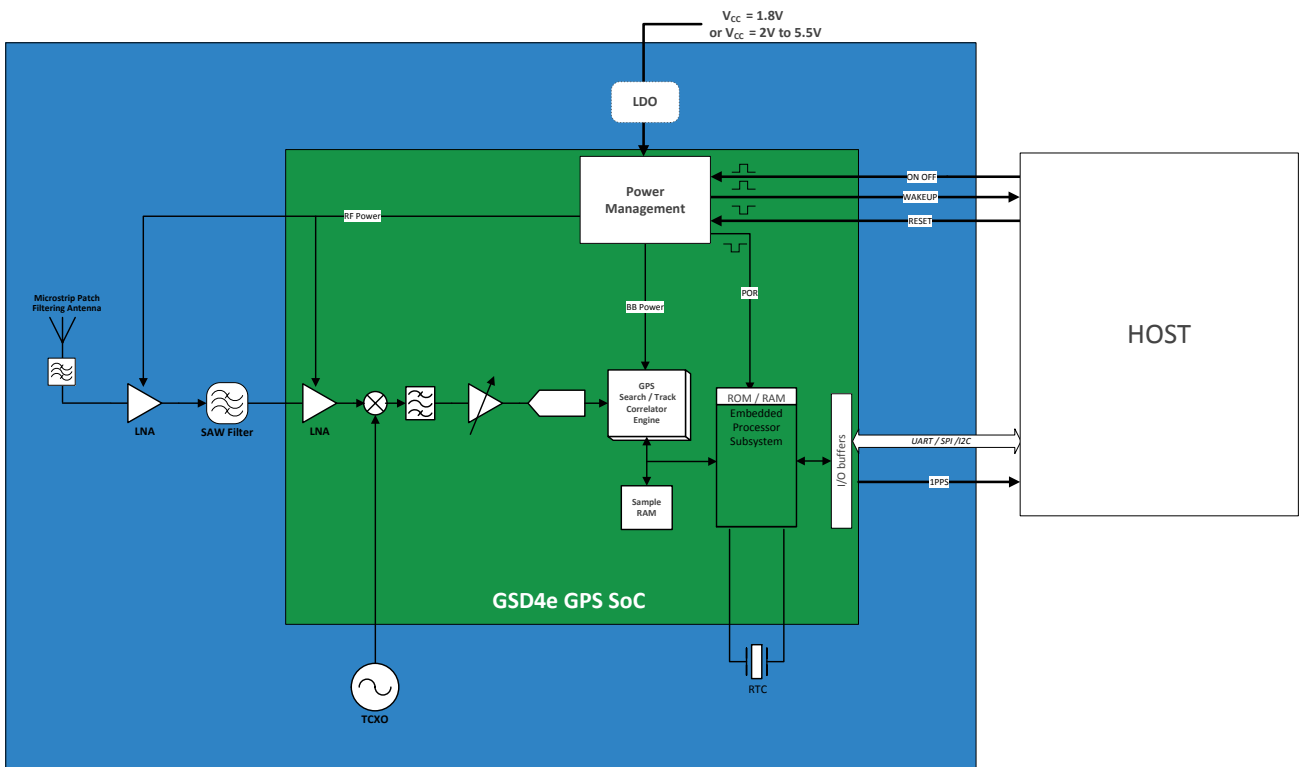 V_CC = 1.8V
or V_CC = 2V to 5.5V
LDO
Power
Management
ON OFF
WAKEUP
RESET
RF Power
POR
BB Power
Microstrip Patch
Filtering Antenna
HOST
LNA
SAW Filter
LNA
GPS
Search / Track
Correlator
Engine
ROM / RAM
Embedded
Processor
Subsystem
I/O buffers
UART / SPI /I2C
1PPS
Sample
RAM
GSD4e GPS SoC
RTC
TCXO